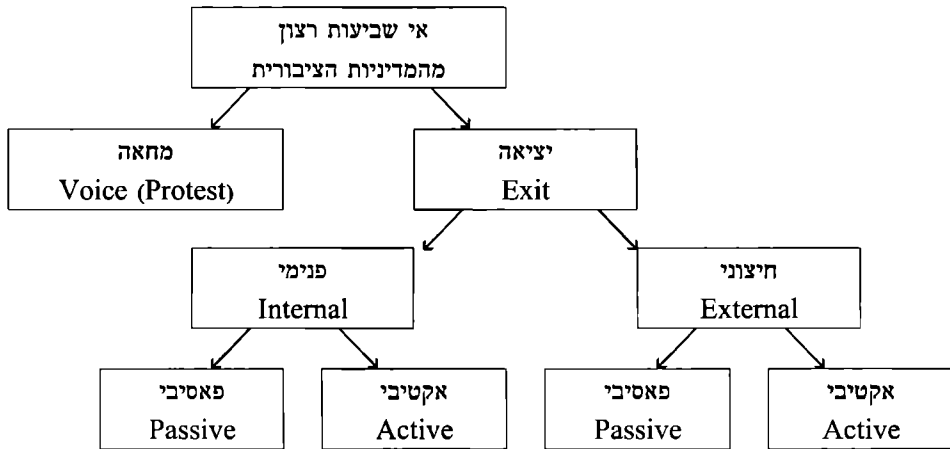 אי שביעות רצון
מהמדיניות הציבורית
מחאה
Voice (Protest)
יציאה
Exit
פנימי
Internal
חיצוני
External
פאסיבי
Passive
אקטיבי
Active
פאסיבי
Passive
אקטיבי
Active